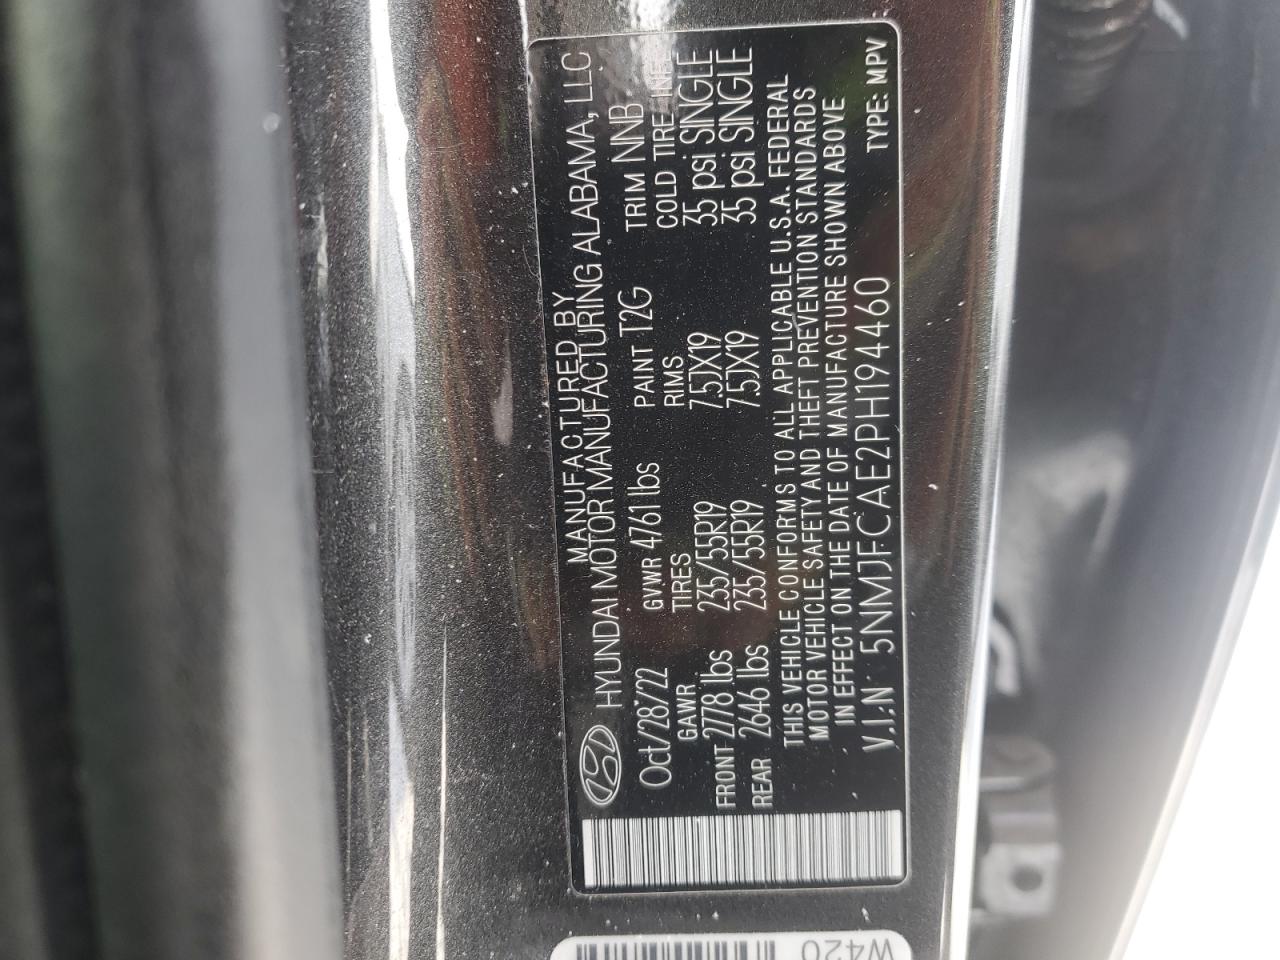 MANUFACTURED BY
HYUNDAI MOTOR MANUFACTURING ALABAMA, LLC
Oct/28/22 GVWR 4761 lbs PAINT T2G TRIM NNB
GAWR TIRES RIMS COLD TIRE
FRONT 2778 lbs 235/55R19 7.5JX19 35 psi SINGLE
REAR 2646 lbs 235/55R19 7.5JX19 35 psi SINGLE
THIS VEHICLE CONFORMS TO ALL APPLICABLE U.S.A. FEDERAL
MOTOR VEHICLE SAFETY AND THEFT PREVENTION STANDARDS
IN EFFECT ON THE DATE OF MANUFACTURE SHOWN ABOVE
V.I.N 5NMJFCAE2PH194460 TYPE: MPV
W420